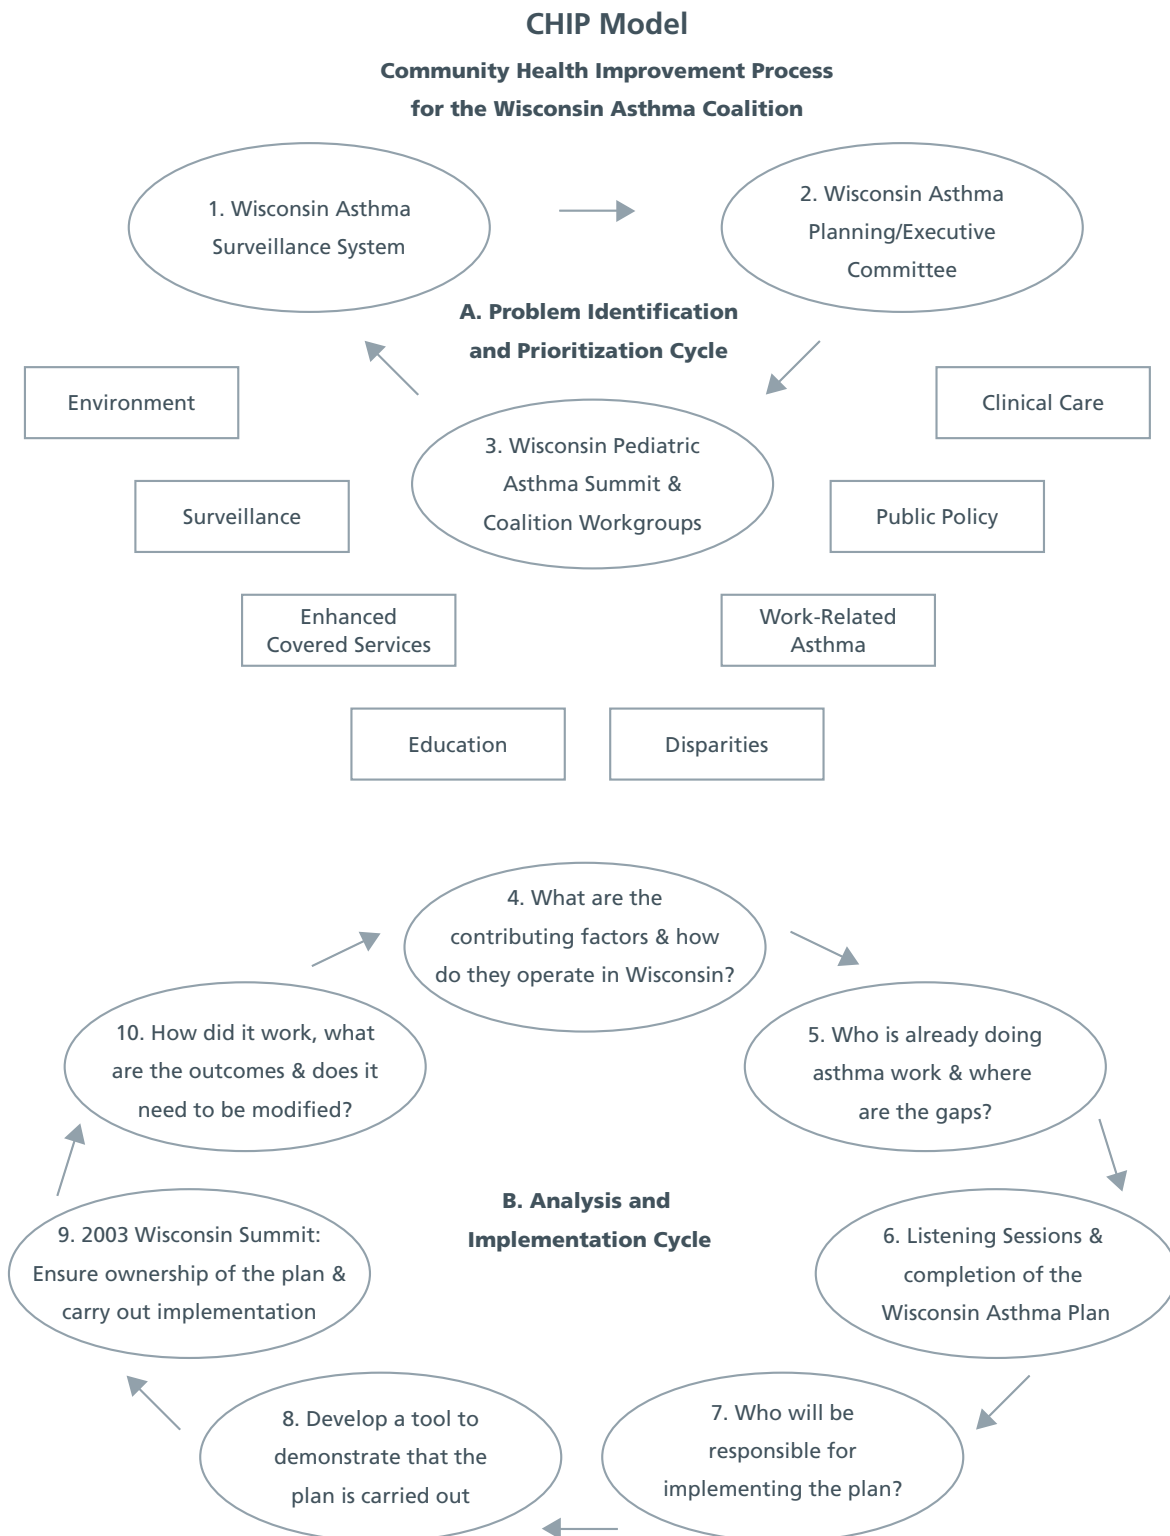 CHIP Model
Community Health Improvement Process
for the Wisconsin Asthma Coalition
1. Wisconsin Asthma
Surveillance System
2. Wisconsin Asthma
Planning/Executive
Committee
A. Problem Identification
and Prioritization Cycle
Environment
Clinical Care
3. Wisconsin Pediatric
Asthma Summit &
Coalition Workgroups
Surveillance
Public Policy
Enhanced
Covered Services
Work-Related
Asthma
Education
Disparities
4. What are the
contributing factors & how
do they operate in Wisconsin?
10. How did it work, what
are the outcomes & does it
need to be modified?
5. Who is already doing
asthma work & where
are the gaps?
B. Analysis and
Implementation Cycle
9. 2003 Wisconsin Summit:
Ensure ownership of the plan &
carry out implementation
6. Listening Sessions &
completion of the
Wisconsin Asthma Plan
8. Develop a tool to
demonstrate that the
plan is carried out
7. Who will be
responsible for
implementing the plan?